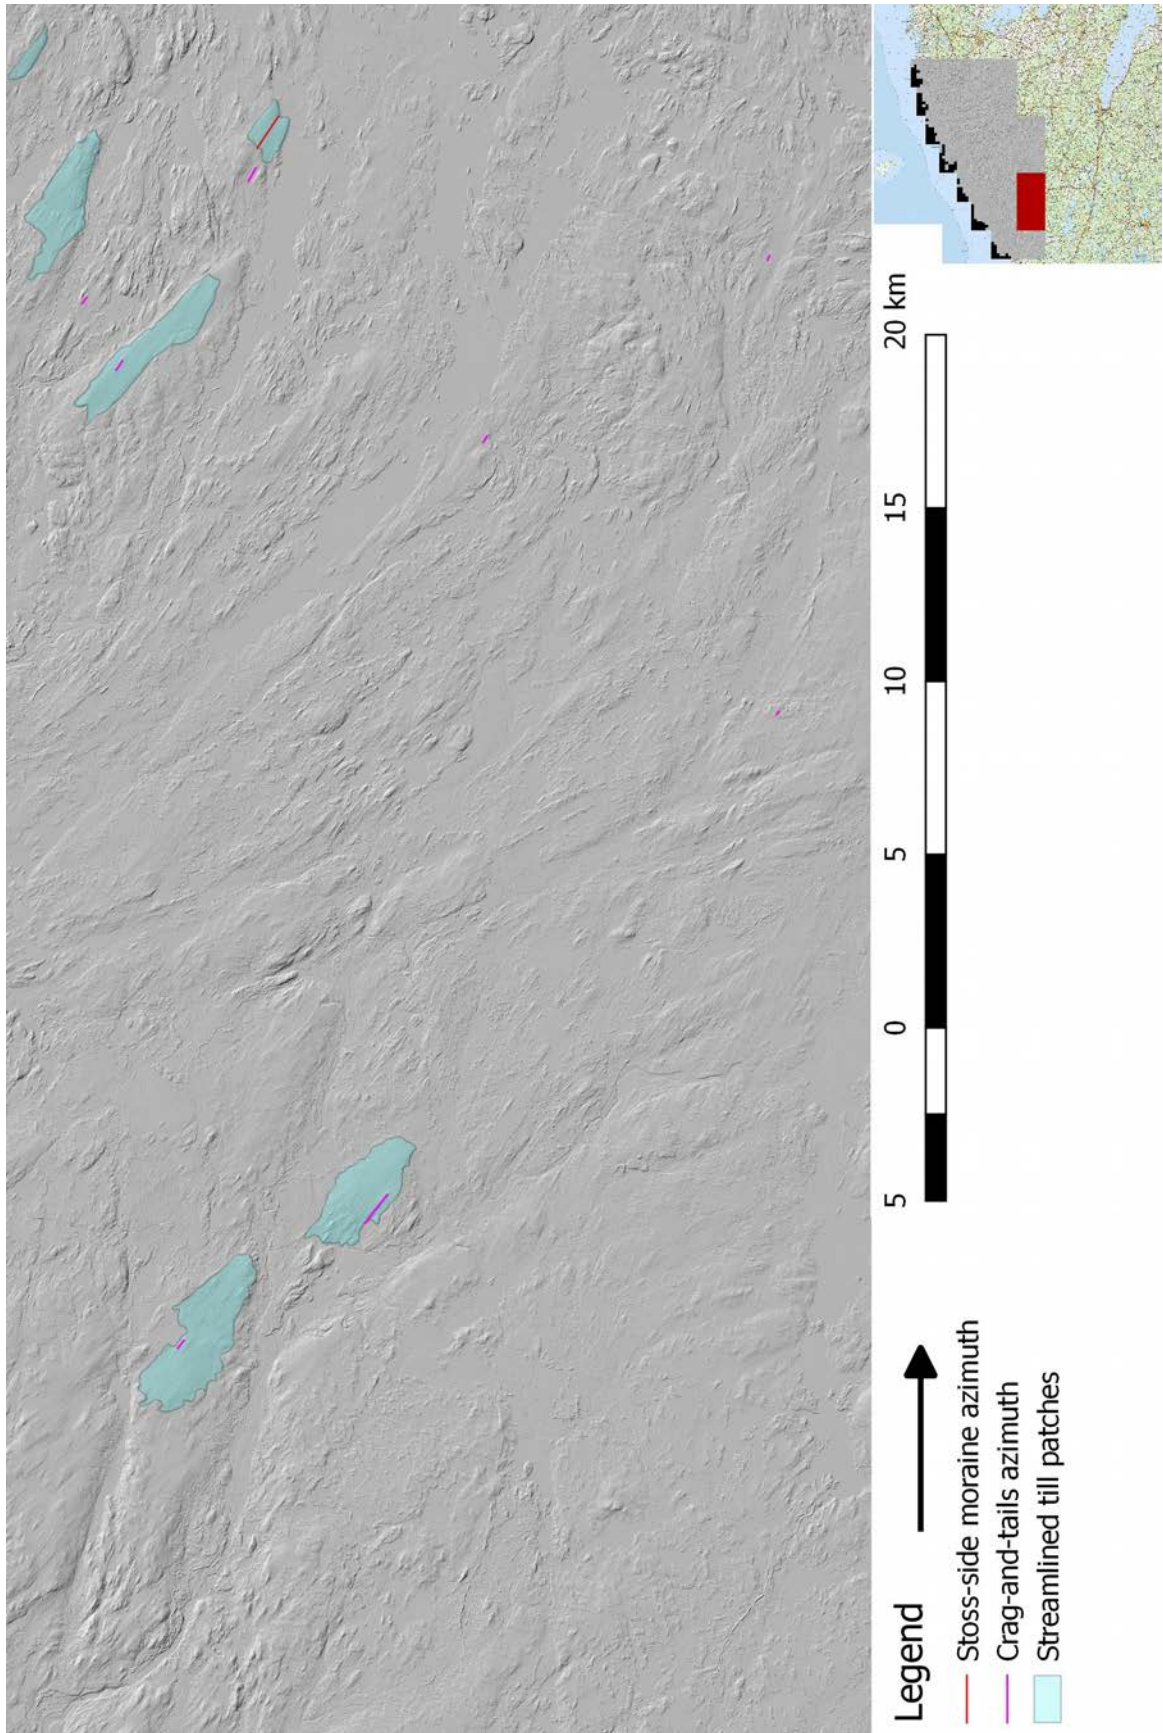 Legend
Stoss-side moraine azimuth
Crag-and-tails azimuth
Streamlined till patches
5 0 5 10 15 20 km